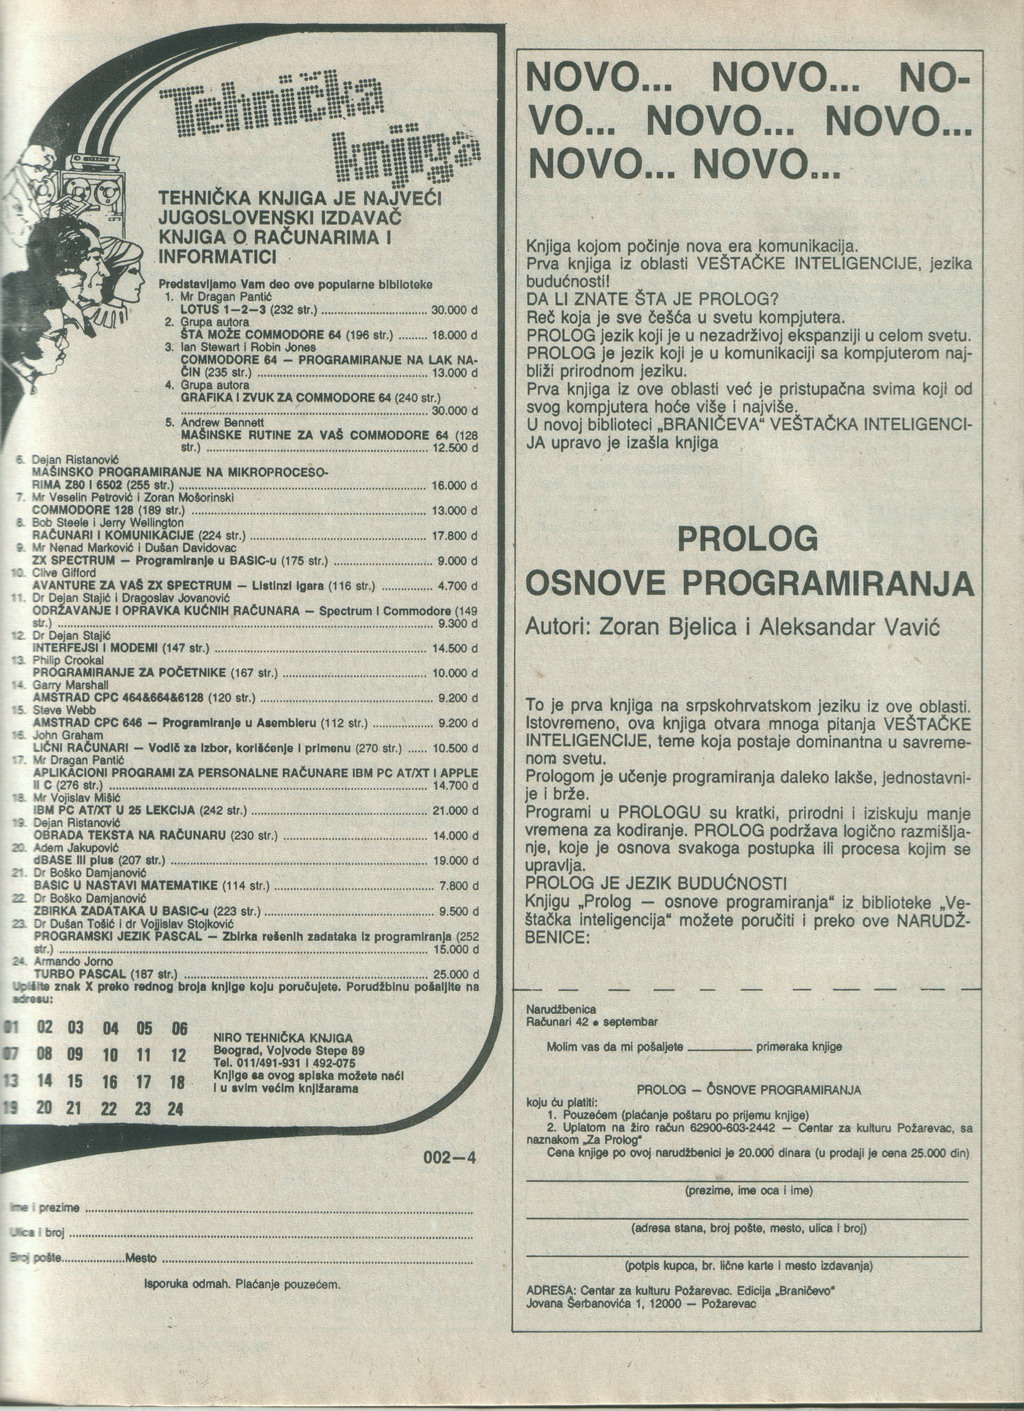 Tehnička
knjiga
TEHNIČKA KNJIGA JE NAJVEĆI
JUGOSLOVENSKI IZDAVAČ
KNJIGA O RAČUNARIMA I
INFORMATICI
Predstavljamo Vam deo ove popularne biblioteke
1. Mr Dragan Pantić
LOTUS 1—2—3 (232 str.) ........................ 30.000 d
2. Grupa autora
ŠTA MOŽE COMMODORE 64 (196 str.) ......... 18.000 d
3. Ian Stewart i Robin Jones
COMMODORE 64 — PROGRAMIRANJE NA LAK NA-
ČIN (235 str.) ........................ 13.000 d
4. Grupa autora
GRAFIKA I ZVUK ZA COMMODORE 64 (240 str.)
........................ 30.000 d
5. Andrew Bennett
MAŠINSKE RUTINE ZA VAŠ COMMODORE 64 (128
str.) ........................ 12.500 d
6. Dejan Ristanović
MAŠINSKO PROGRAMIRANJE NA MIKROPROCESO-
RIMA Z80 I 6502 (255 str.) ........................ 16.000 d
7. Mr Veselin Petrović i Zoran Mošorinski
COMMODORE 128 (189 str.) ........................ 13.000 d
8. Bob Steele i Jerry Wellington
RAČUNARI I KOMUNIKACIJE (224 str.) ........................ 17.800 d
9. Mr Nenad Marković i Dušan Davidovac
ZX SPECTRUM — Programiranje u BASIC-u (175 str.) ........................ 9.000 d
10. Clive Gifford
AVANTURE ZA VAŠ ZX SPECTRUM — Listinzi igara (116 str.) ............... 4.700 d
11. Dr Dejan Stajić i Dragoslav Jovanović
ODRŽAVANJE I OPRAVKA KUĆNIH RAČUNARA — Spectrum i Commodore (149
str.) ........................ 9.300 d
12. Dr Dejan Stajić
INTERFEJSI I MODEMI (147 str.) ........................ 14.500 d
13. Philip Crookal
PROGRAMIRANJE ZA POČETNIKE (167 str.) ........................ 10.000 d
14. Garry Marshall
AMSTRAD CPC 464&664&6128 (120 str.) ........................ 9.200 d
15. Steve Webb
AMSTRAD CPC 646 — Programiranje u Asembleru (112 str.) ............... 9.200 d
16. John Graham
LIČNI RAČUNARI — Vodič za izbor, korišćenje i primenu (270 str.) ...... 10.500 d
17. Mr Dragan Pantić
APLIKACIONI PROGRAMI ZA PERSONALNE RAČUNARE IBM PC AT/XT I APPLE
II C (276 str.) ........................ 14.700 d
18. Mr Vojislav Mišić
IBM PC AT/XT U 25 LEKCIJA (242 str.) ........................ 21.000 d
19. Dejan Ristanović
OBRADA TEKSTA NA RAČUNARU (230 str.) ........................ 14.000 d
20. Adem Jakupović
dBASE III plus (207 str.) ........................ 19.000 d
21. Dr Boško Damjanović
BASIC U NASTAVI MATEMATIKE (114 str.) ........................ 7.800 d
22. Dr Boško Damjanović
ZBIRKA ZADATAKA U BASIC-u (223 str.) ........................ 9.500 d
23. Dr Dušan Tošić i dr Vojjislav Stojković
PROGRAMSKI JEZIK PASCAL — Zbirka rešenih zadataka iz programiranja (252
str.) ........................ 15.000 d
24. Armando Jorno
TURBO PASCAL (187 str.) ........................ 25.000 d
Upišite znak X preko rednog broja knjige koju poručujete. Porudžbinu pošaljite na
adresu:
01 02 03 04 05 06
07 08 09 10 11 12
13 14 15 16 17 18
19 20 21 22 23 24
NIRO TEHNIČKA KNJIGA
Beograd, Vojvode Stepe 89
Tel. 011/491-931 i 492-075
Knjige sa ovog spiska možete naći
i u svim većim knjižarama
002—4
Ime i prezime ........................
Ulica i broj ........................
Broj pošte...................Mesto ........................
Isporuka odmah. Plaćanje pouzećem.
NOVO... NOVO... NO-
VO... NOVO... NOVO...
NOVO... NOVO...
Knjiga kojom počinje nova era komunikacija.
Prva knjiga iz oblasti VEŠTAČKE INTELIGENCIJE, jezika
budućnosti!
DA LI ZNATE ŠTA JE PROLOG?
Reč koja je sve češća u svetu kompjutera.
PROLOG jezik koji je u nezadrživoj ekspanziji u celom svetu.
PROLOG je jezik koji je u komunikaciji sa kompjuterom naj-
bliži prirodnom jeziku.
Prva knjiga iz ove oblasti već je pristupačna svima koji od
svog kompjutera hoće više i najviše.
U novoj biblioteci „BRANIČEVA“ VEŠTAČKA INTELIGENCI-
JA upravo je izašla knjiga
PROLOG
OSNOVE PROGRAMIRANJA
Autori: Zoran Bjelica i Aleksandar Vavić
To je prva knjiga na srpskohrvatskom jeziku iz ove oblasti.
Istovremeno, ova knjiga otvara mnoga pitanja VEŠTAČKE
INTELIGENCIJE, teme koja postaje dominantna u savreme-
nom svetu.
Prologom je učenje programiranja daleko lakše, jednostavni-
je i brže.
Programi u PROLOGU su kratki, prirodni i iziskuju manje
vremena za kodiranje. PROLOG podržava logično razmišlja-
nje, koje je osnova svakoga postupka ili procesa kojim se
upravlja.
PROLOG JE JEZIK BUDUĆNOSTI
Knjigu „Prolog — osnove programiranja“ iz biblioteke „Ve-
štačka inteligencija“ možete poručiti i preko ove NARUDŽ-
BENICE:
Narudžbenica
Računari 42 • septembar
Molim vas da mi pošaljete __________ primeraka knjige
PROLOG — OSNOVE PROGRAMIRANJA
koju ću platiti:
1. Pouzećem (plaćanje poštaru po prijemu knjige)
2. Uplatom na žiro račun 62900-603-2442 — Centar za kulturu Požarevac, sa
naznakom „Za Prolog“
Cena knjige po ovoj narudžbenici je 20.000 dinara (u prodaji je cena 25.000 din)
(prezime, ime oca i ime)
(adresa stana, broj pošte, mesto, ulica i broj)
(potpis kupca, br. lične karte i mesto izdavanja)
ADRESA: Centar za kulturu Požarevac. Edicija „Braničevo“
Jovana Šerbanovića 1, 12000 — Požarevac